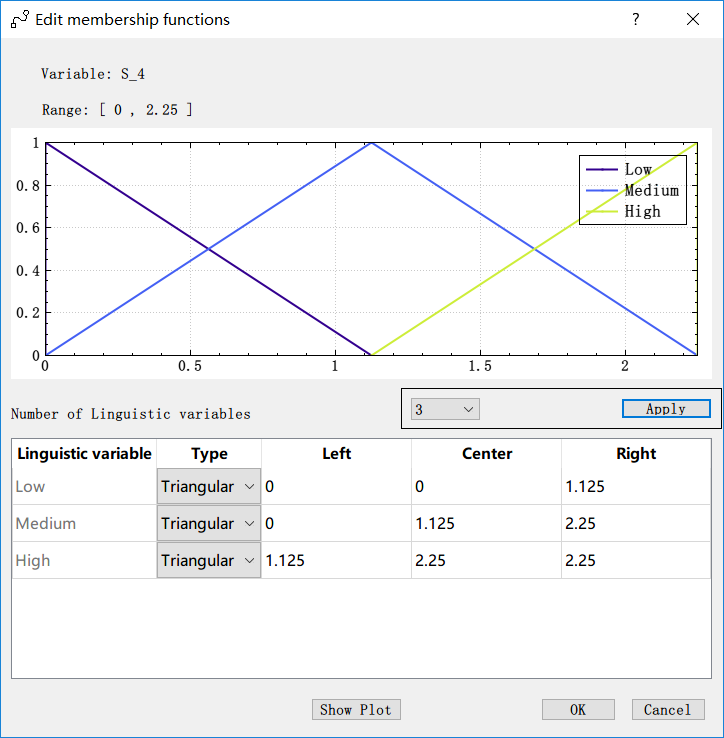 Edit membership functions ?
Variable: S_4
Range: [ 0 , 2.25 ]
1
0.8
0.6
0.4
0.2
0
0 0.5 1 1.5 2
Low
Medium
High
Number of Linguistic variables 3 Apply
Linguistic variable Type Left Center Right
Low Triangular 0 0 1.125
Medium Triangular 0 1.125 2.25
High Triangular 1.125 2.25 2.25
Show Plot OK Cancel